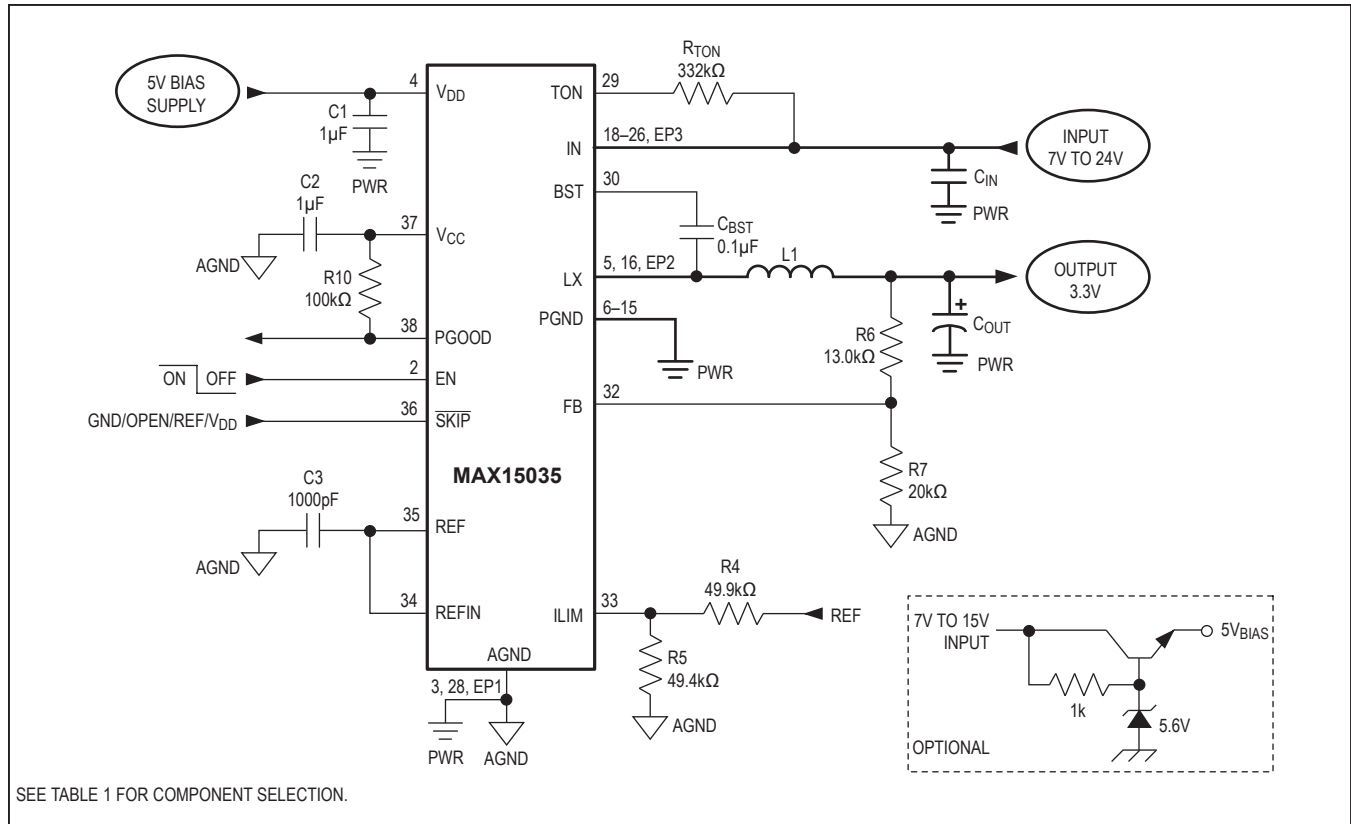 5V BIAS
SUPPLY
4
VDD
C1
1µF
PWR
C2
1µF
37
VCC
AGND
R10
100kΩ
38
PGOOD
ON OFF
2
EN
GND/OPEN/REF/VDD
36
SKIP
MAX15035
C3
1000pF
35
REF
AGND
34
REFIN
AGND
3, 28, EP1
PWR
AGND
RTON
332kΩ
29
TON
18–26, EP3
IN
INPUT
7V TO 24V
CIN
PWR
30
BST
CBST
0.1µF
5, 16, EP2
LX
L1
OUTPUT
3.3V
6–15
PGND
PWR
+
COUT
PWR
R6
13.0kΩ
32
FB
R7
20kΩ
AGND
R4
49.9kΩ
33
ILIM
REF
R5
49.4kΩ
AGND
7V TO 15V
INPUT
5VBIAS
1k
5.6V
OPTIONAL
SEE TABLE 1 FOR COMPONENT SELECTION.